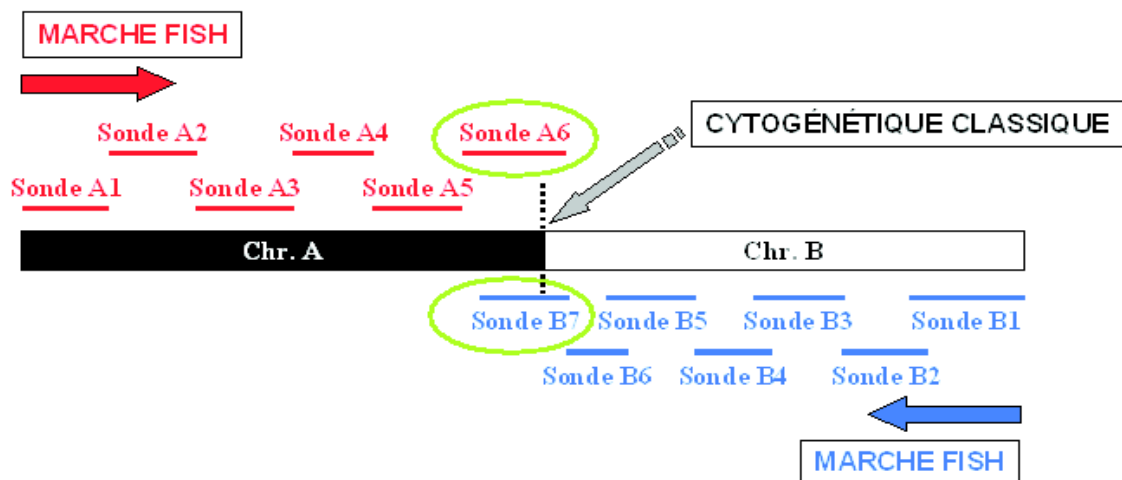 MARCHE FISH
CYTOGÉNÉTIQUE CLASSIQUE
Sonde A2 Sonde A4 Sonde A6
Sonde A1 Sonde A3 Sonde A5
Chr. A Chr. B
Sonde B7 Sonde B5 Sonde B3 Sonde B1
Sonde B6 Sonde B4 Sonde B2
MARCHE FISH